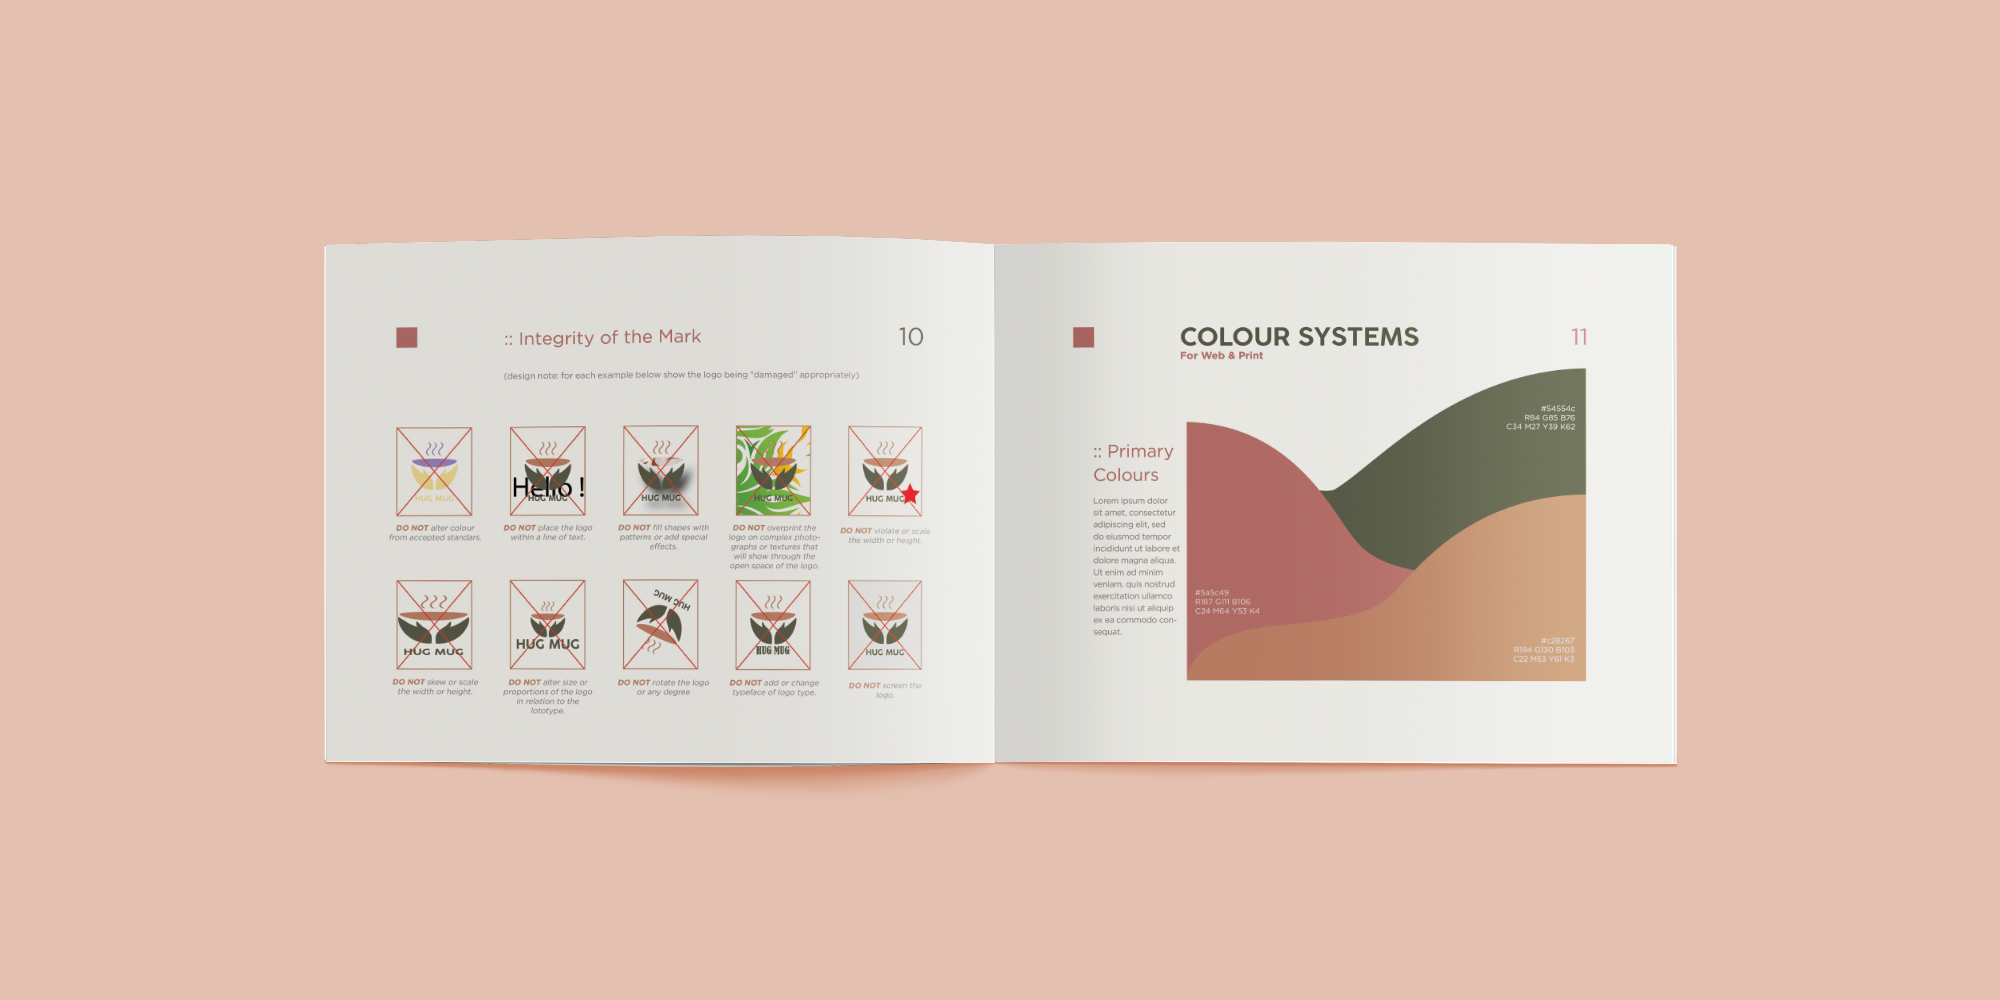 :: Integrity of the Mark
10
(design note: for each example below show the logo being "damaged" appropriately)
HUG MUG
Hello !
HUG MUG
HUG MUG
HUG MUG
HUG MUG
DO NOT alter colour
from accepted standars.
DO NOT place the logo
within a line of text.
DO NOT fill shapes with
patterns or add special
effects.
DO NOT overprint the
logo on complex photo-
graphs or textures that
will show through the
open space of the logo.
DO NOT violate or scale
the width or height.
HUG MUG
HUG MUG
HUG MUG
HUG MUG
HUG MUG
DO NOT skew or scale
the width or height.
DO NOT alter size or
proportions of the logo
in relation to the
lototype.
DO NOT rotate the logo
or any degree
DO NOT add or change
typeface of logo type.
DO NOT screen the
logo.
COLOUR SYSTEMS
For Web & Print
11
:: Primary
Colours
Lorem ipsum dolor
sit amet, consectetur
adipiscing elit, sed
do eiusmod tempor
incididunt ut labore et
dolore magna aliqua.
Ut enim ad minim
veniam, quis nostrud
exercitation ullamco
laboris nisi ut aliquip
ex ea commodo con-
sequat.
#54554c
R84 G85 B76
C34 M27 Y39 K62
#5a5c49
R187 G111 B106
C24 M64 Y53 K4
#c28267
R194 G130 B103
C22 M53 Y61 K3